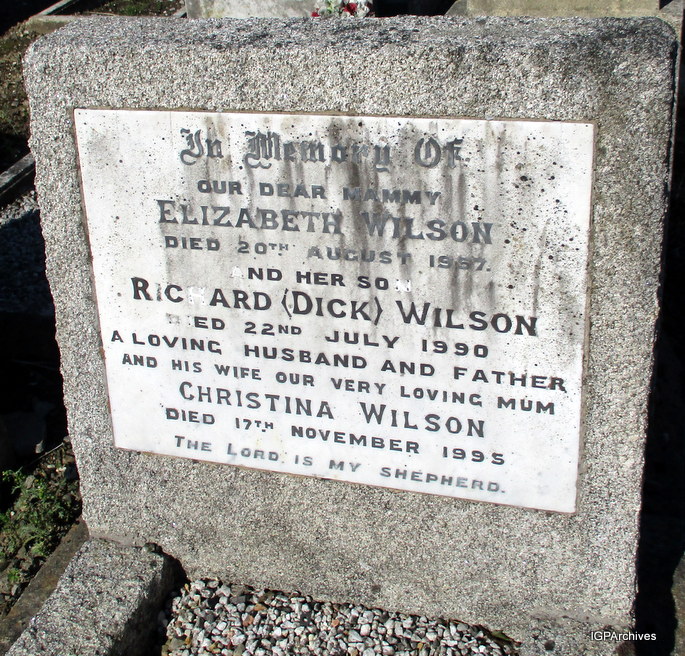 In Memory Of
OUR DEAR MAMMY
ELIZABETH WILSON
DIED 20TH AUGUST 1957.
AND HER SON
RICHARD (DICK) WILSON
DIED 22ND JULY 1990
A LOVING HUSBAND AND FATHER
AND HIS WIFE OUR VERY LOVING MUM
CHRISTINA WILSON
DIED 17TH NOVEMBER 1995
THE LORD IS MY SHEPHERD.
IGPArchives